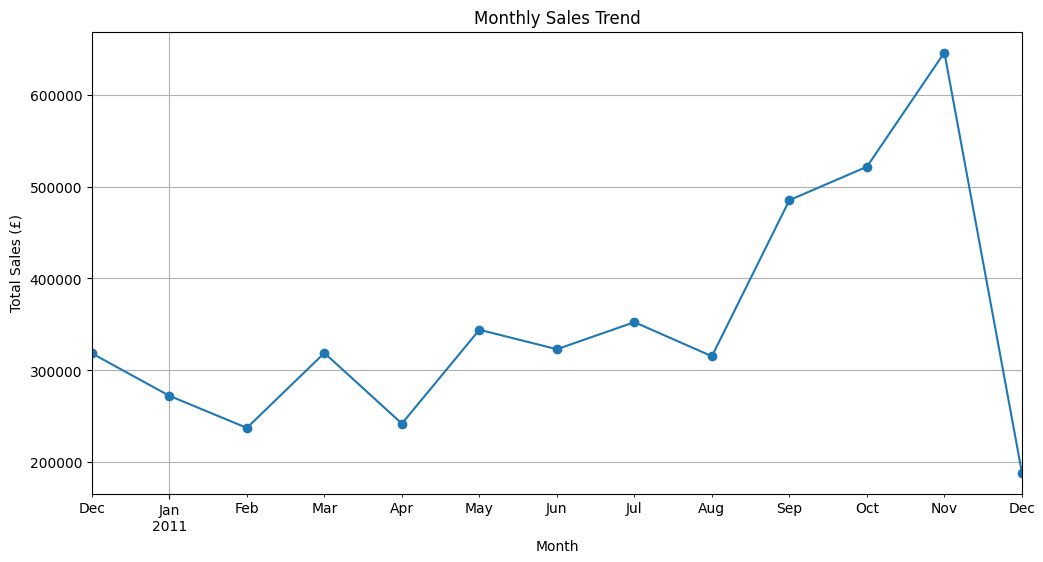 Monthly Sales Trend
Total Sales (£)
600000
500000
400000
300000
200000
Dec Jan Feb Mar Apr May Jun Jul Aug Sep Oct Nov Dec
2011
Month